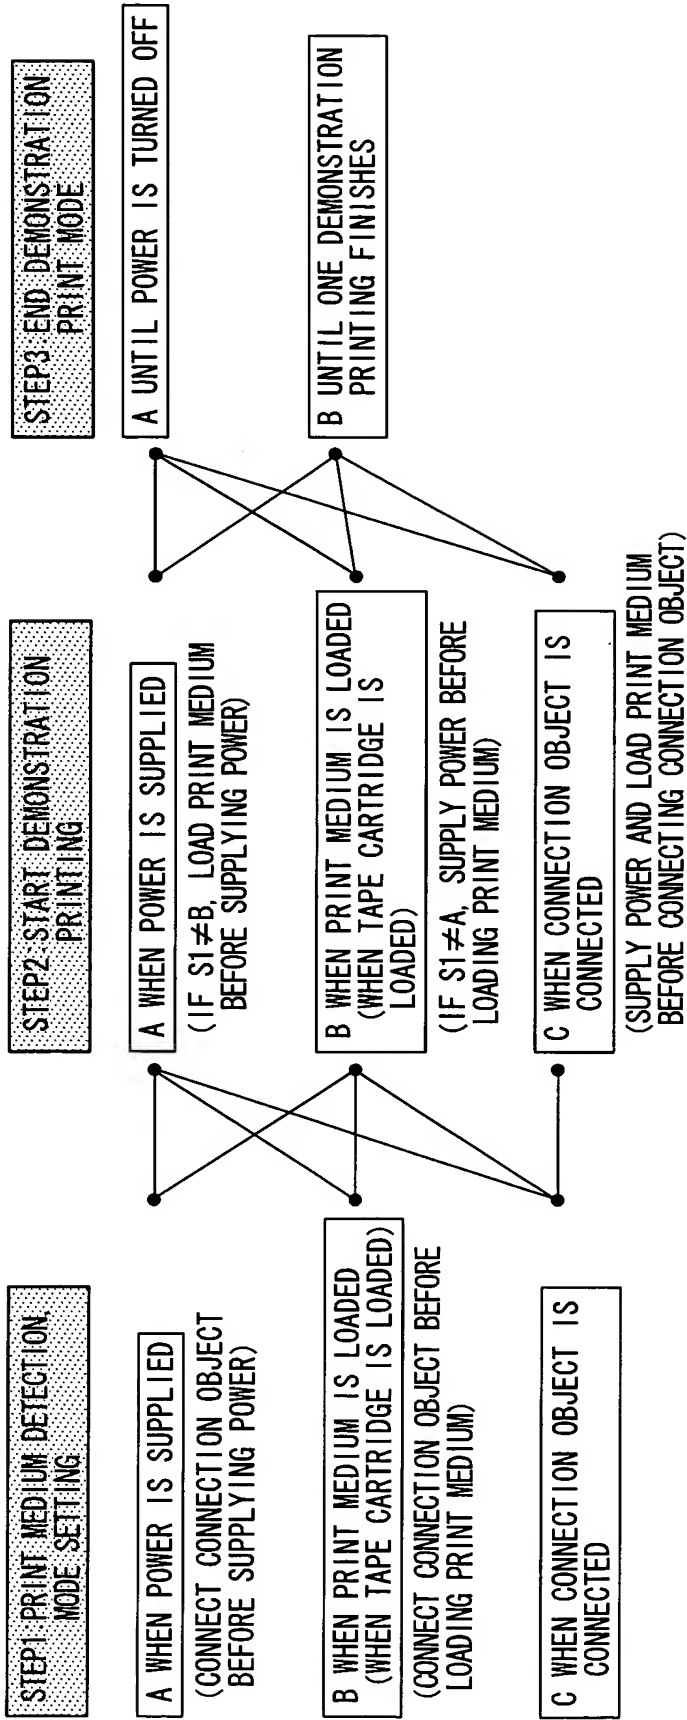 STEP1:PRINT MEDIUM DETECTION,
MODE SETTING
A WHEN POWER IS SUPPLIED
(CONNECT CONNECTION OBJECT
BEFORE SUPPLYING POWER)
B WHEN PRINT MEDIUM IS LOADED
(WHEN TAPE CARTRIDGE IS LOADED)
(CONNECT CONNECTION OBJECT BEFORE
LOADING PRINT MEDIUM)
C WHEN CONNECTION OBJECT IS
CONNECTED
STEP2:START DEMONSTRATION
PRINTING
A WHEN POWER IS SUPPLIED
(IF S1≠B, LOAD PRINT MEDIUM
BEFORE SUPPLYING POWER)
B WHEN PRINT MEDIUM IS LOADED
(WHEN TAPE CARTRIDGE IS
LOADED)
(IF S1≠A, SUPPLY POWER BEFORE
LOADING PRINT MEDIUM)
C WHEN CONNECTION OBJECT IS
CONNECTED
(SUPPLY POWER AND LOAD PRINT MEDIUM
BEFORE CONNECTING CONNECTION OBJECT)
STEP3:END DEMONSTRATION
PRINT MODE
A UNTIL POWER IS TURNED OFF
B UNTIL ONE DEMONSTRATION
PRINTING FINISHES